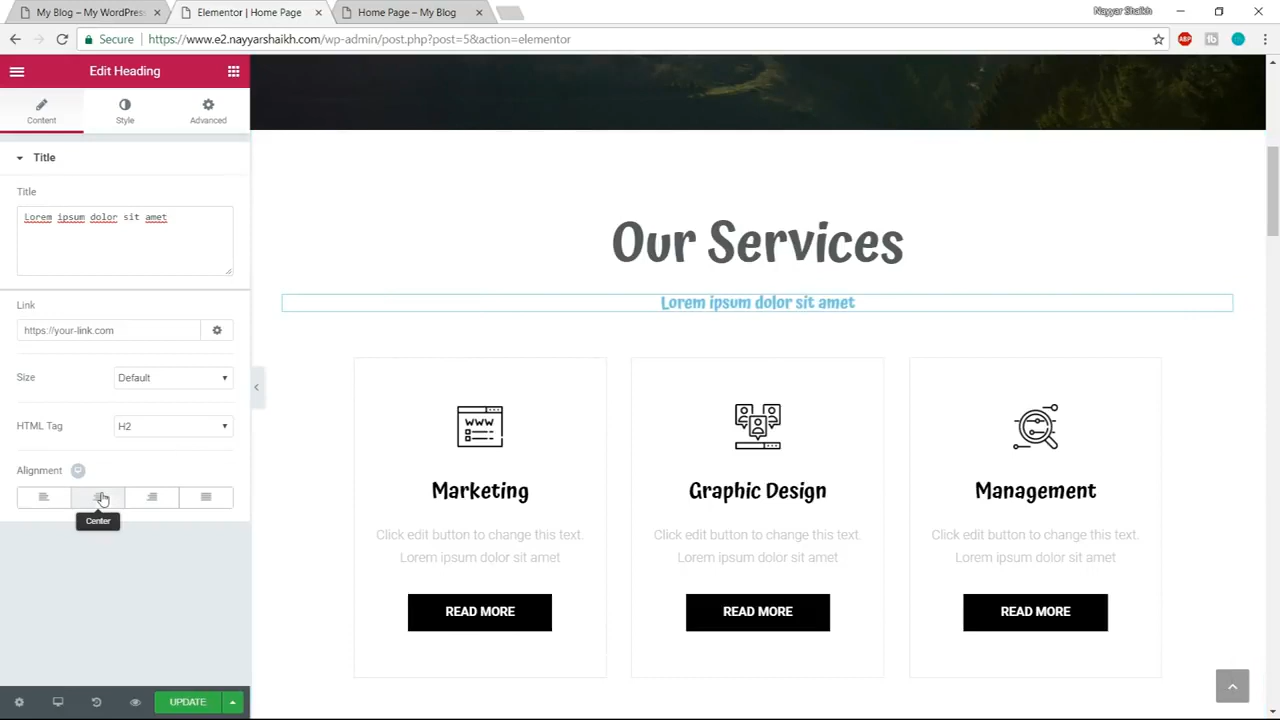 My Blog – My WordPress
Elementor | Home Page
Home Page – My Blog
Nayyar Shaikh
Secure
https://www.e2.nayyarshaikh.com/wp-admin/post.php?post=5&action=elementor
ABP
Edit Heading
Content
Style
Advanced
Title
Title
Lorem ipsum dolor sit amet
Link
https://your-link.com
Size
Default
HTML Tag
H2
Alignment
Center
UPDATE
Our Services
Lorem ipsum dolor sit amet
WWW
Marketing
Click edit button to change this text.
Lorem ipsum dolor sit amet
READ MORE
Graphic Design
Click edit button to change this text.
Lorem ipsum dolor sit amet
READ MORE
Management
Click edit button to change this text.
Lorem ipsum dolor sit amet
READ MORE